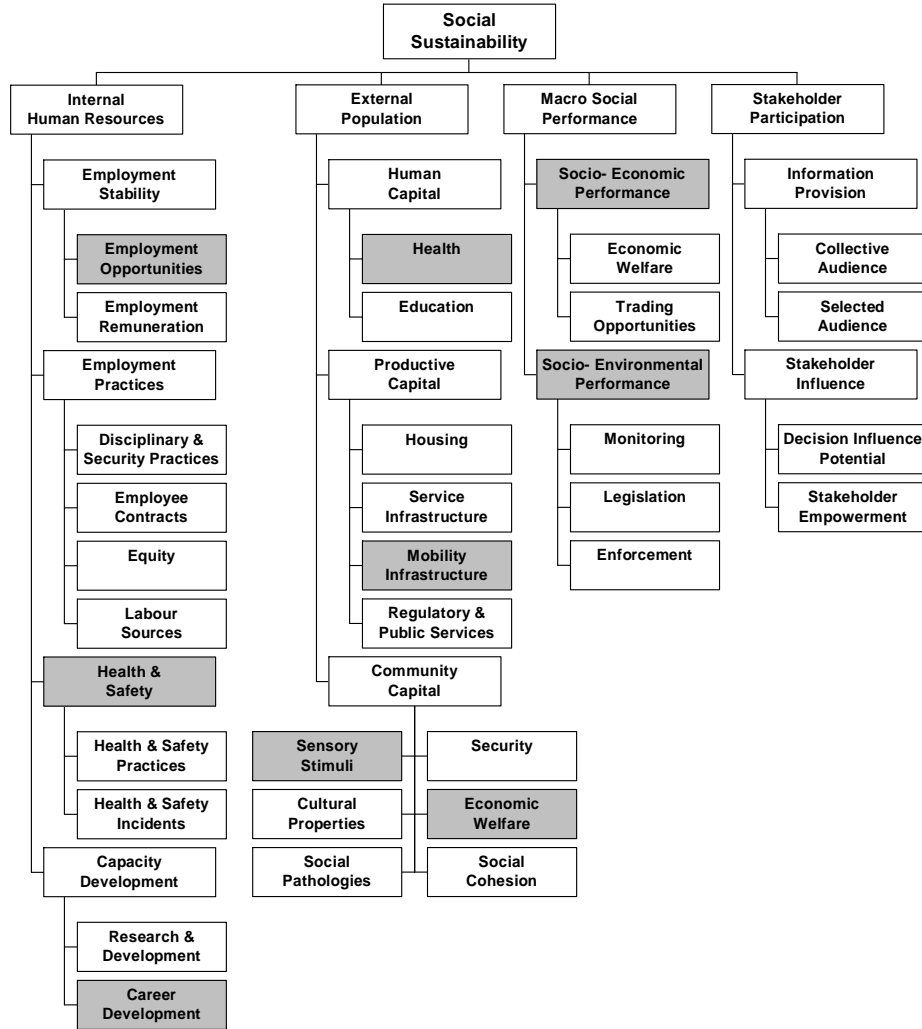 Social
Sustainability
Internal
Human Resources
Employment
Stability
Employment
Opportunities
Employment
Remuneration
Employment
Practices
Disciplinary &
Security Practices
Employee
Contracts
Equity
Labour
Sources
Health &
Safety
Health & Safety
Practices
Health & Safety
Incidents
Capacity
Development
Research &
Development
Career
Development
External
Population
Human
Capital
Health
Education
Productive
Capital
Housing
Service
Infrastructure
Mobility
Infrastructure
Regulatory &
Public Services
Community
Capital
Sensory
Stimuli
Security
Cultural
Properties
Economic
Welfare
Social
Pathologies
Social
Cohesion
Macro Social
Performance
Socio- Economic
Performance
Economic
Welfare
Trading
Opportunities
Socio- Environmental
Performance
Monitoring
Legislation
Enforcement
Stakeholder
Participation
Information
Provision
Collective
Audience
Selected
Audience
Stakeholder
Influence
Decision Influence
Potential
Stakeholder
Empowerment